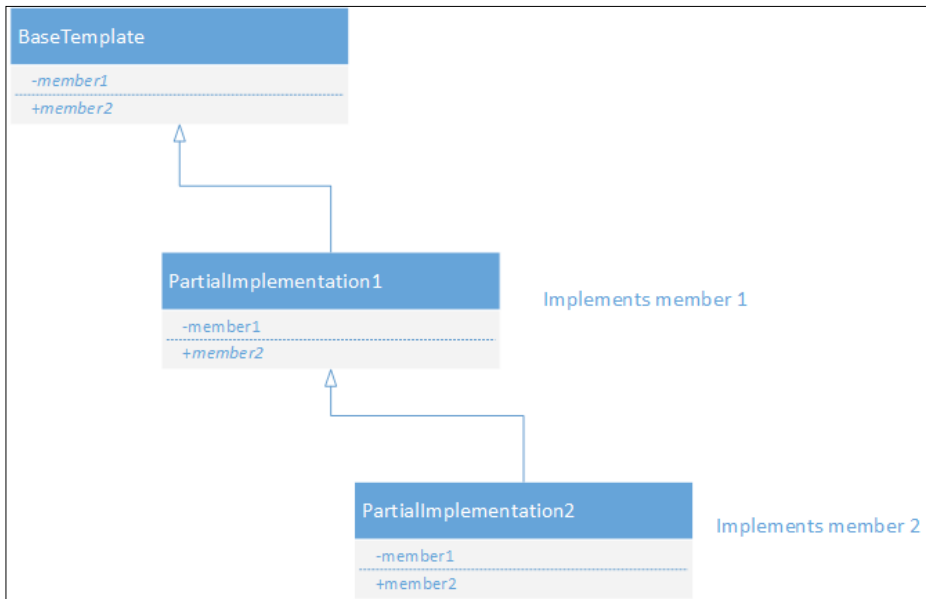 BaseTemplate
-member1
+member2
PartialImplementation1
Implements member 1
-member1
+member2
PartialImplementation2
Implements member 2
-member1
+member2